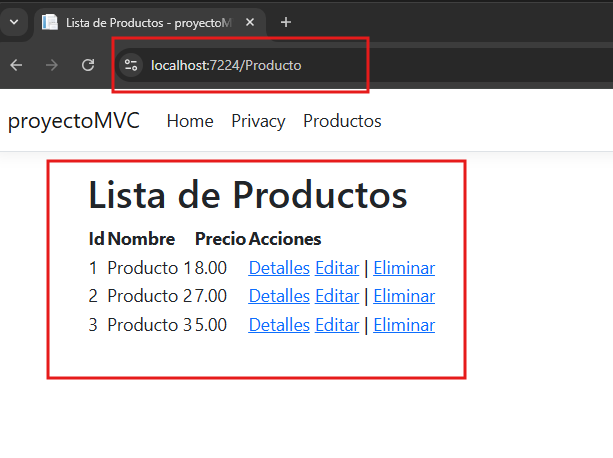 Lista de Productos - proyectoM
localhost:7224/Producto
proyectoMVC Home Privacy Productos
Lista de Productos
Id Nombre Precio Acciones
1 Producto 1 8.00 Detalles Editar | Eliminar
2 Producto 2 7.00 Detalles Editar | Eliminar
3 Producto 3 5.00 Detalles Editar | Eliminar